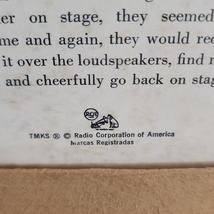 er on stage, they seemed
me and again, they would rec
it over the loudspeakers, find n
and cheerfully go back on stag
RCA
TMKS ® © Radio Corporation of America
Marcas Registradas